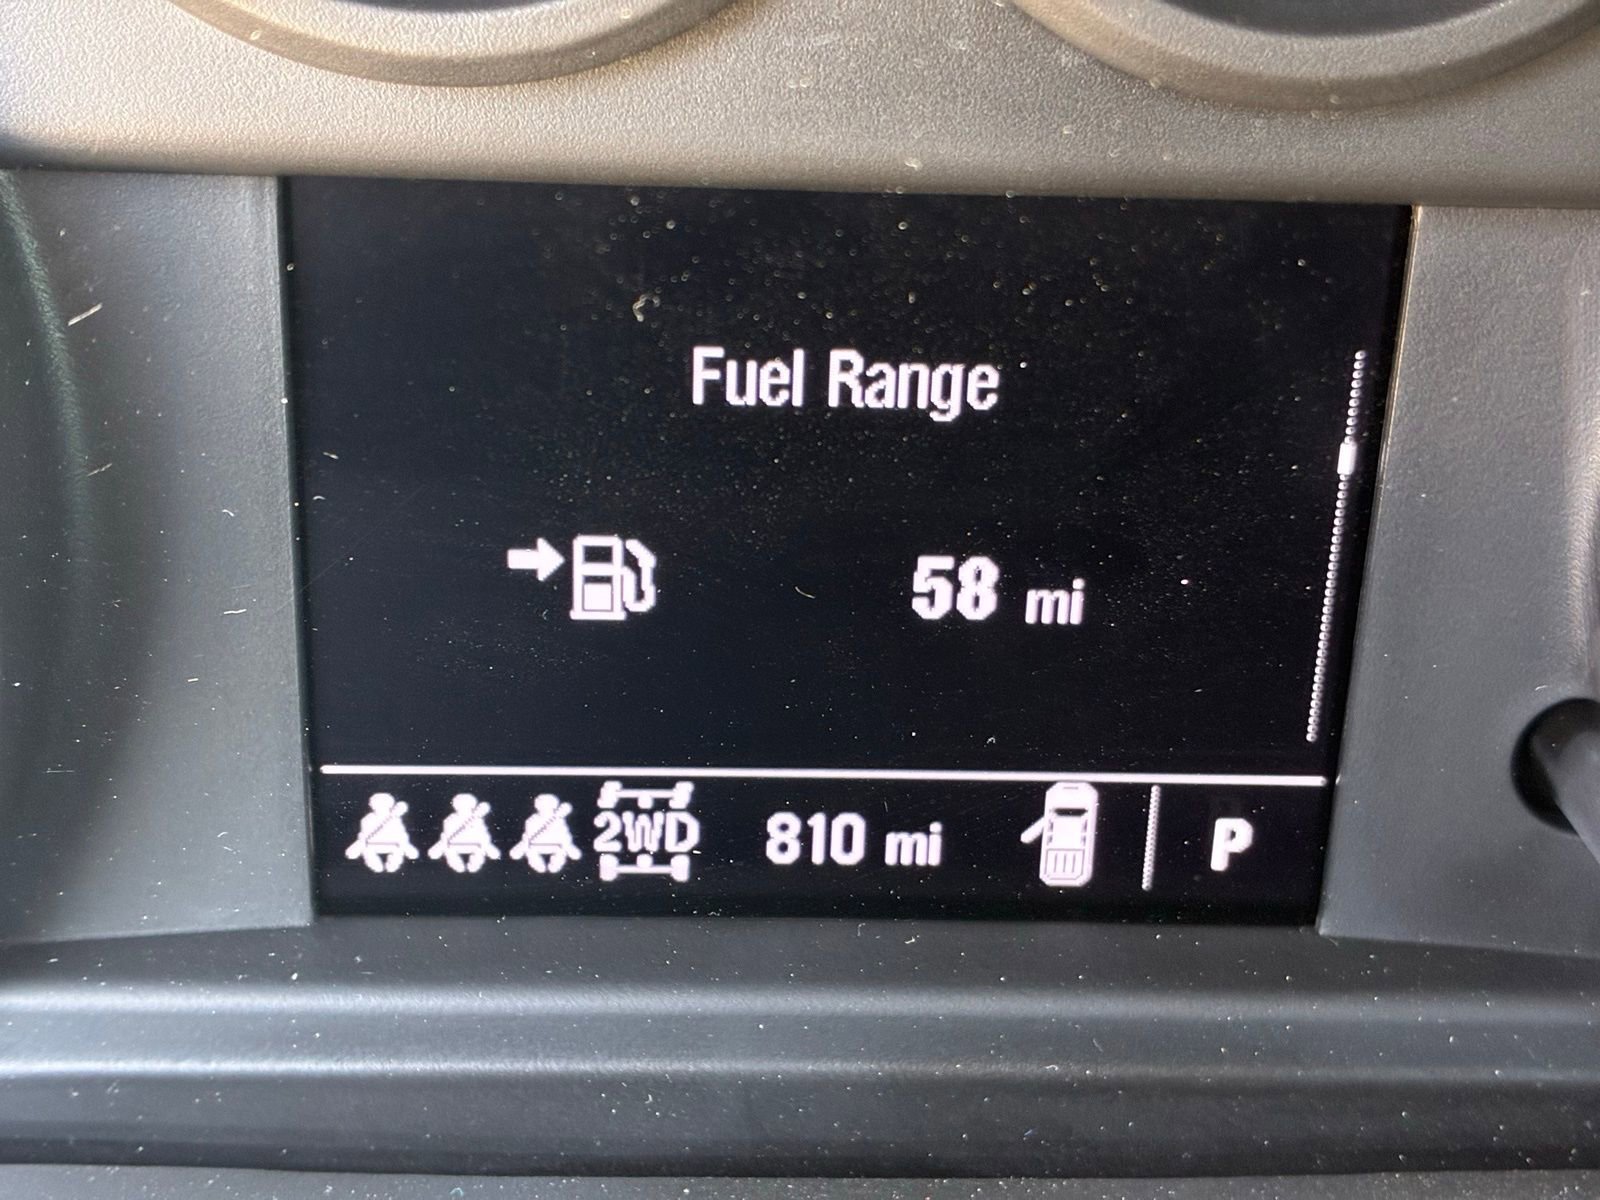 Fuel Range
58 mi
2WD 810 mi P